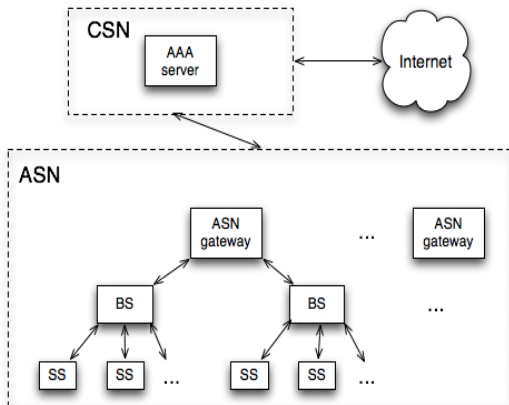 CSN
AAA
server
Internet
ASN
ASN
gateway
...
ASN
gateway
BS
BS
...
SS
SS
...
SS
SS
...